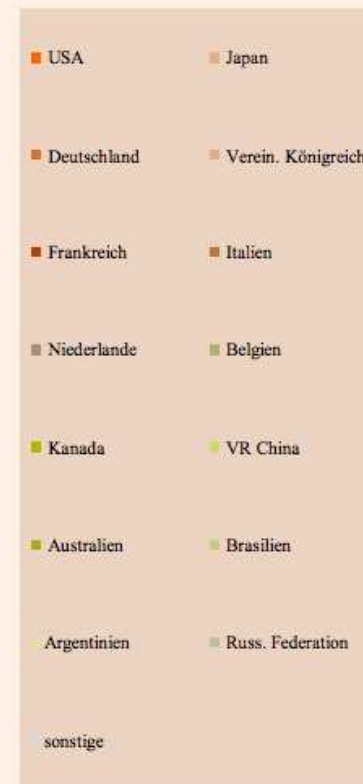 USA Japan
Deutschland Verein. Königreich
Frankreich Italien
Niederlande Belgien
Kanada VR China
Australien Brasilien
Argentinien Russ. Federation
sonstige